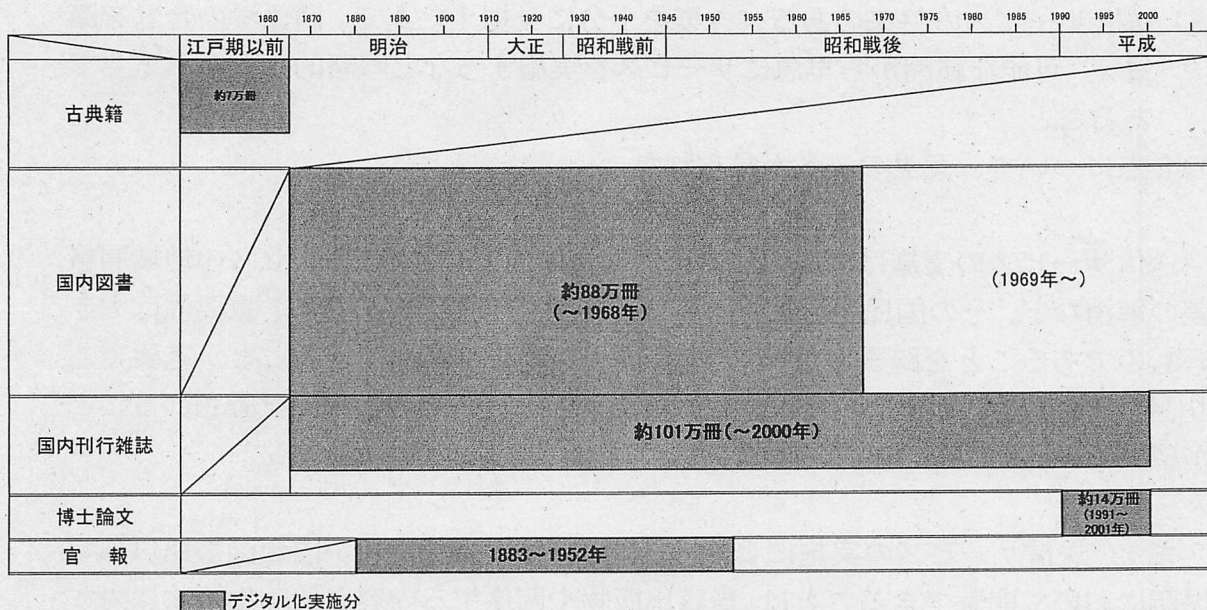 1860 1870 1880 1890 1900 1910 1920 1930 1940 1950 1960 1965 1970 1975 1980 1985 1990 1995 2000
江戸期以前 明治 大正 昭和戦前 昭和戦後 平成
古典籍
約7万冊
国内図書
約88万冊
(～1968年)
(1969年～)
国内刊行雑誌
約101万冊(～2000年)
博士論文
約14万冊
(1991～
2001年)
官 報
1883～1952年
デジタル化実施分